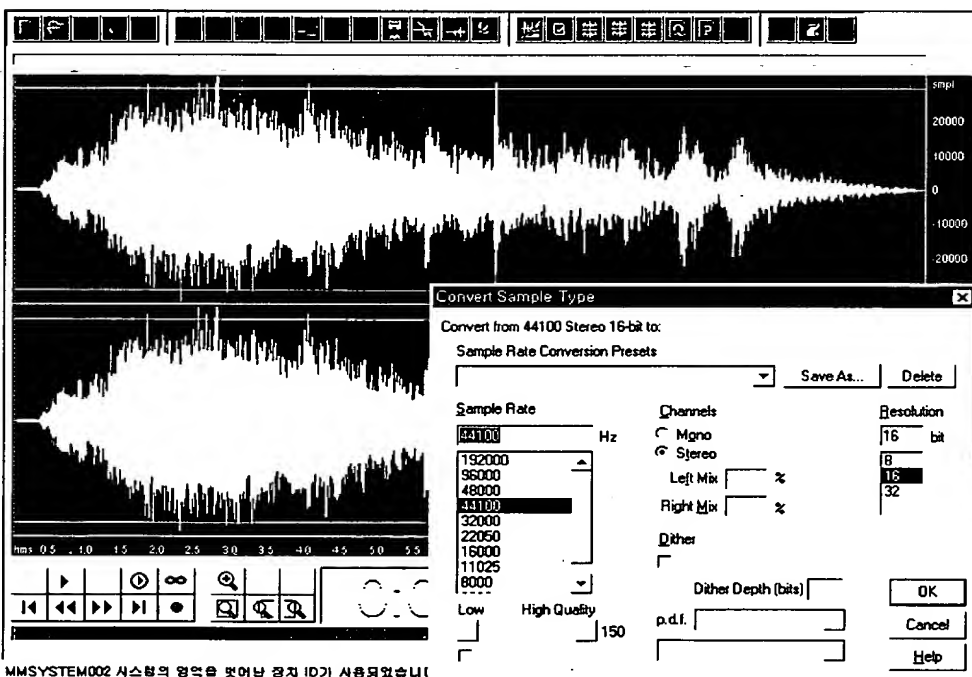 smpl
20000
10000
0
-10000
-20000
Convert Sample Type
Convert from 44100 Stereo 16-bit to:
Sample Rate Conversion Presets
Save As...
Delete
Sample Rate
44100
Hz
192000
96000
48000
44100
32000
22050
16000
11025
8000
Low
High Quality
150
Channels
Mono
Stereo
Left Mix
%
Right Mix
%
Dither
Dither Depth (bits)
p.d.f.
Resolution
16
bit
8
16
32
OK
Cancel
Help
hms 0.5 1.0 1.5 2.0 2.5 3.0 3.5 4.0 4.5 5.0 5.5
MMSYSTEM002 시스템의 영역을 벗어난 장치 ID가 사용되었습니다